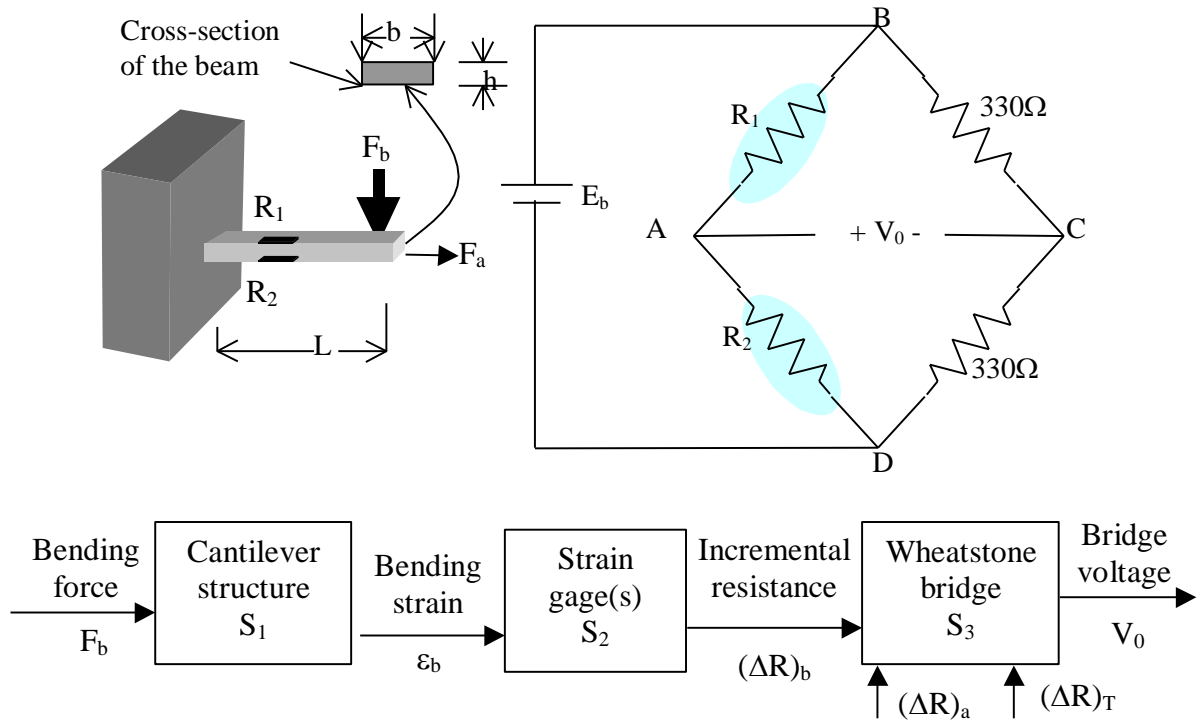 Cross-section
of the beam
b
h
F_b
R_1
R_2
F_a
L
B
R_1
330Ω
E_b
A
+ V_0 -
C
R_2
330Ω
D
Bending
force
F_b
Cantilever
structure
S_1
Bending
strain
ε_b
Strain
gage(s)
S_2
Incremental
resistance
(ΔR)_b
Wheatstone
bridge
S_3
(ΔR)_a
(ΔR)_T
Bridge
voltage
V_0